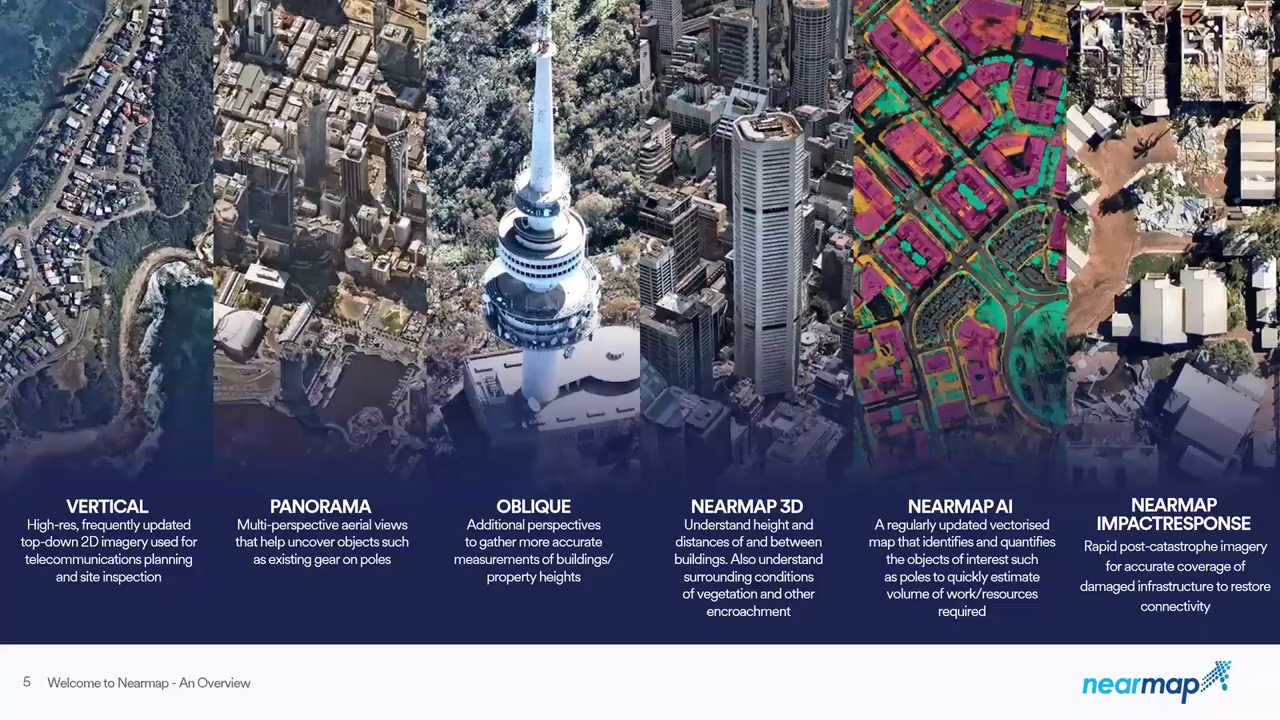 VERTICAL
High-res, frequently updated
top-down 2D imagery used for
telecommunications planning
and site inspection
PANORAMA
Multi-perspective aerial views
that help uncover objects such
as existing gear on poles
OBLIQUE
Additional perspectives
to gather more accurate
measurements of buildings/
property heights
NEARMAP 3D
Understand height and
distances of and between
buildings. Also understand
surrounding conditions
of vegetation and other
encroachment
NEARMAP AI
A regularly updated vectorised
map that identifies and quantifies
the objects of interest such
as poles to quickly estimate
volume of work/resources
required
NEARMAP
IMPACTRESPONSE
Rapid post-catastrophe imagery
for accurate coverage of
damaged infrastructure to restore
connectivity
5 Welcome to Nearmap - An Overview
nearmap